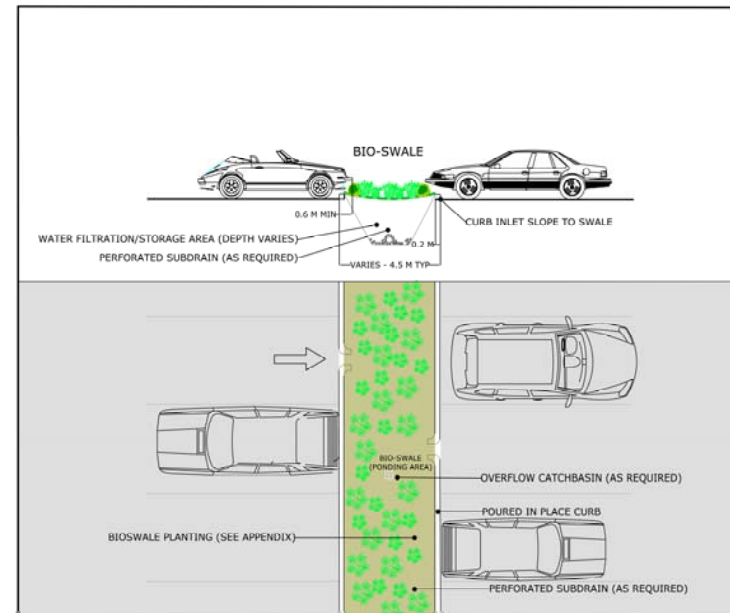 BIO-SWALE
0.6 M MIN
CURB INLET SLOPE TO SWALE
WATER FILTRATION/STORAGE AREA (DEPTH VARIES)
0.2 M
PERFORATED SUBDRAIN (AS REQUIRED)
VARIES - 4.5 M TYP
BIO-SWALE
(PONDING AREA)
OVERFLOW CATCHBASIN (AS REQUIRED)
POURED IN PLACE CURB
BIOSWALE PLANTING (SEE APPENDIX)
PERFORATED SUBDRAIN (AS REQUIRED)